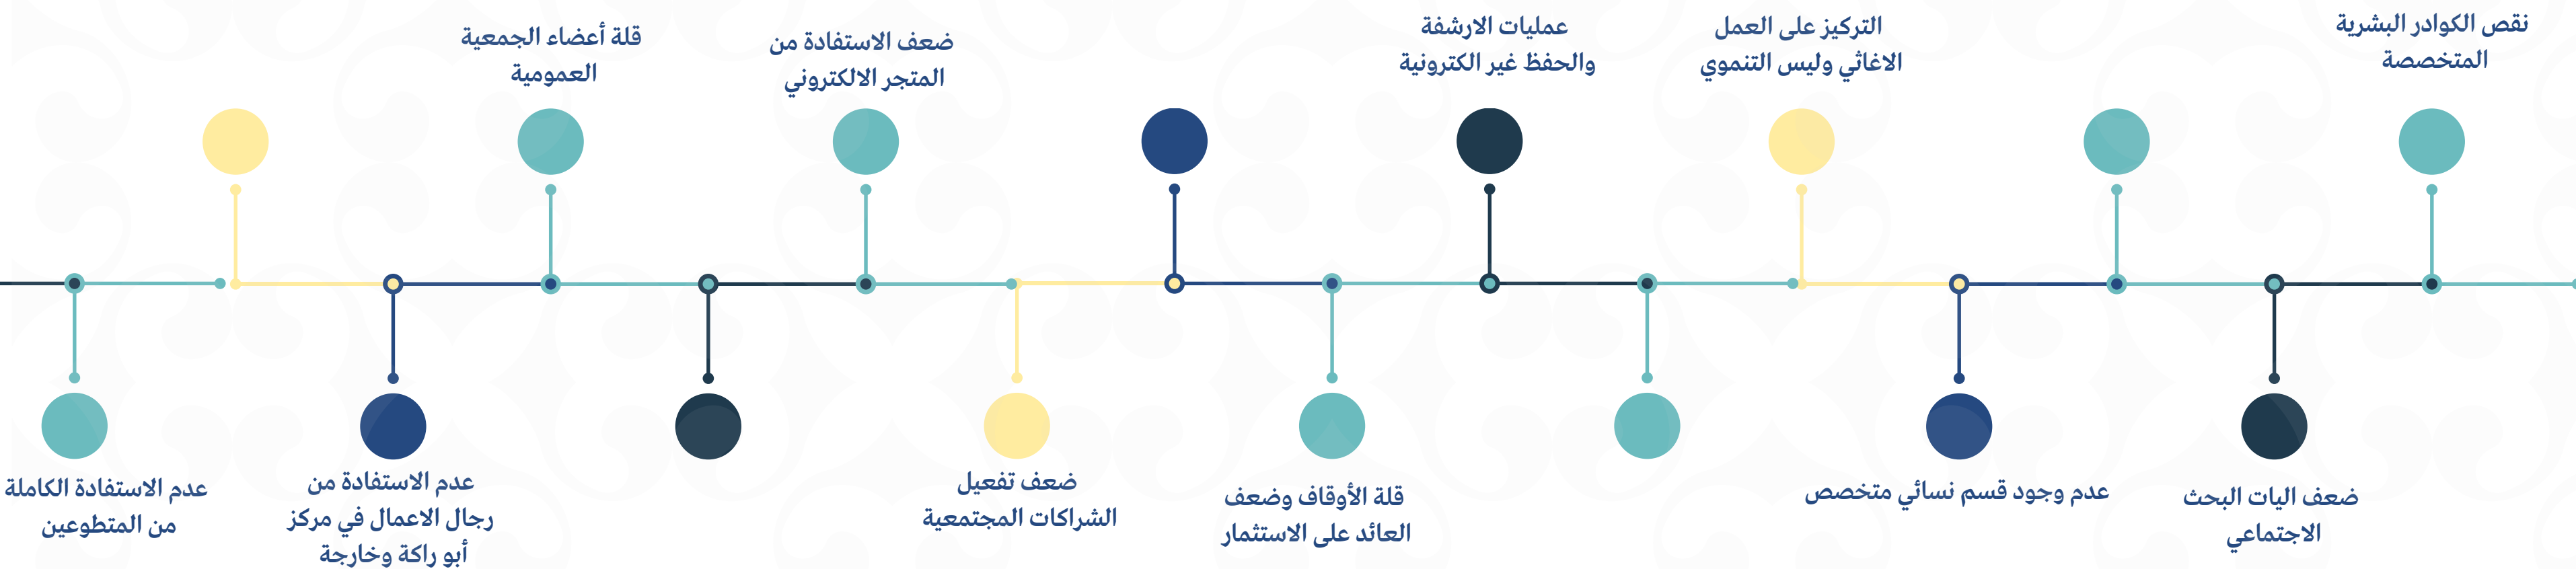 نقص الكوادر البشرية
المتخصصة
ضعف اليات البحث
الاجتماعي
عدم وجود قسم نسائي متخصص
التركيز على العمل
الاغاثي وليس التنموي
عمليات الارشفة
والحفظ غير الكترونية
قلة الأوقاف وضعف
العائد على الاستثمار
ضعف تفعيل
الشراكات المجتمعية
ضعف الاستفادة من
المتجر الالكتروني
قلة أعضاء الجمعية
العمومية
عدم الاستفادة من
رجال الاعمال في مركز
أبو راكة وخارجة
عدم الاستفادة الكاملة
من المتطوعين